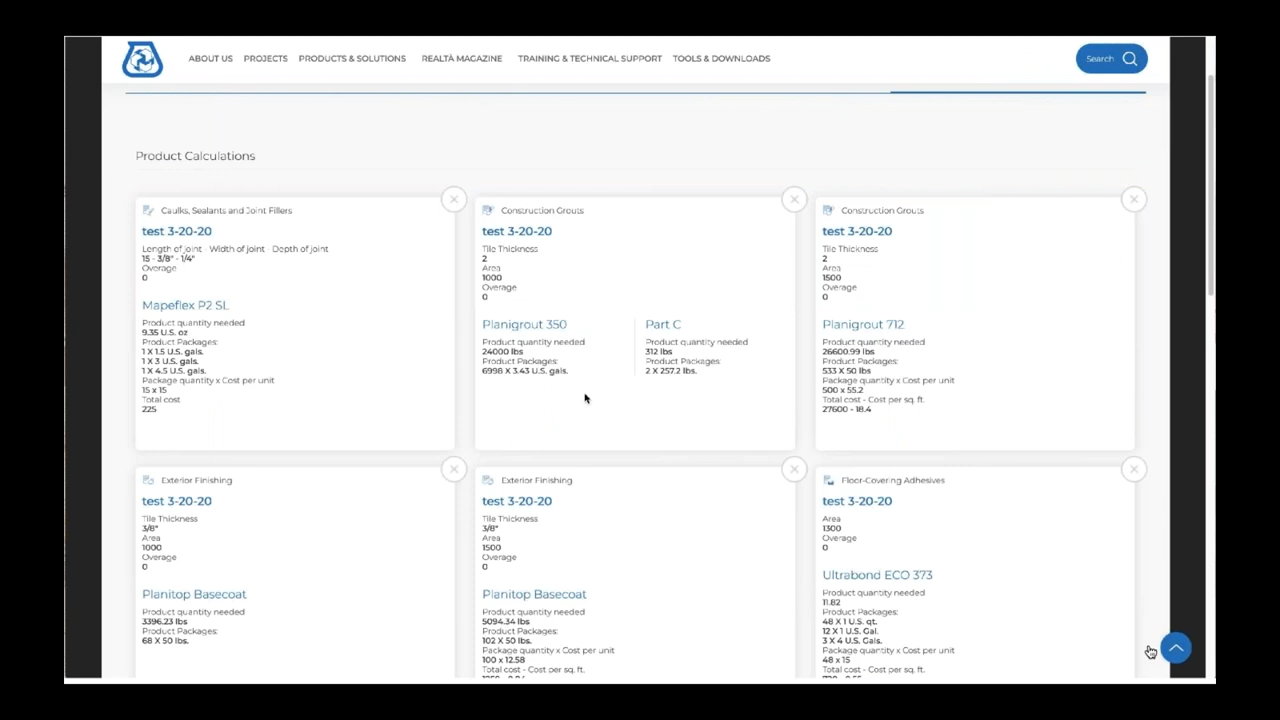 ABOUT US PROJECTS PRODUCTS & SOLUTIONS REALTÀ MAGAZINE TRAINING & TECHNICAL SUPPORT TOOLS & DOWNLOADS
Search
Product Calculations
Caulks, Sealants and Joint Fillers
test 3-20-20
Length of joint - Width of joint - Depth of joint
15 - 3/8" - 1/4"
Overage
0
Mapeflex P2 SL
Product quantity needed
9.35 U.S. oz
Product Packages:
1 X 1.5 U.S. gals.
1 X 3 U.S. gals.
1 X 4.5 U.S. gals.
Package quantity x Cost per unit
15 x 15
Total cost
225
Construction Grouts
test 3-20-20
Tile Thickness
2
Area
1000
Overage
0
Planigrout 350
Product quantity needed
24000 lbs
Product Packages:
6998 X 3.43 U.S. gals.
Part C
Product quantity needed
312 lbs
Product Packages:
2 X 257.2 lbs.
Construction Grouts
test 3-20-20
Tile Thickness
2
Area
1500
Overage
0
Planigrout 712
Product quantity needed
26600.99 lbs
Product Packages:
533 X 50 lbs
Package quantity x Cost per unit
500 x 55.2
Total cost - Cost per sq. ft.
27600 - 18.4
Exterior Finishing
test 3-20-20
Tile Thickness
3/8"
Area
1000
Overage
0
Planitop Basecoat
Product quantity needed
3396.23 lbs
Product Packages:
68 X 50 lbs.
Exterior Finishing
test 3-20-20
Tile Thickness
3/8"
Area
1500
Overage
0
Planitop Basecoat
Product quantity needed
5094.34 lbs
Product Packages:
102 X 50 lbs.
Package quantity x Cost per unit
100 x 12.58
Total cost - Cost per sq. ft.
Floor-Covering Adhesives
test 3-20-20
Area
1300
Overage
0
Ultrabond ECO 373
Product quantity needed
11.82
Product Packages:
48 X 1 U.S. qt.
12 X 1 U.S. Gal.
3 X 4 U.S. Gals.
Package quantity x Cost per unit
48 x 15
Total cost - Cost per sq. ft.